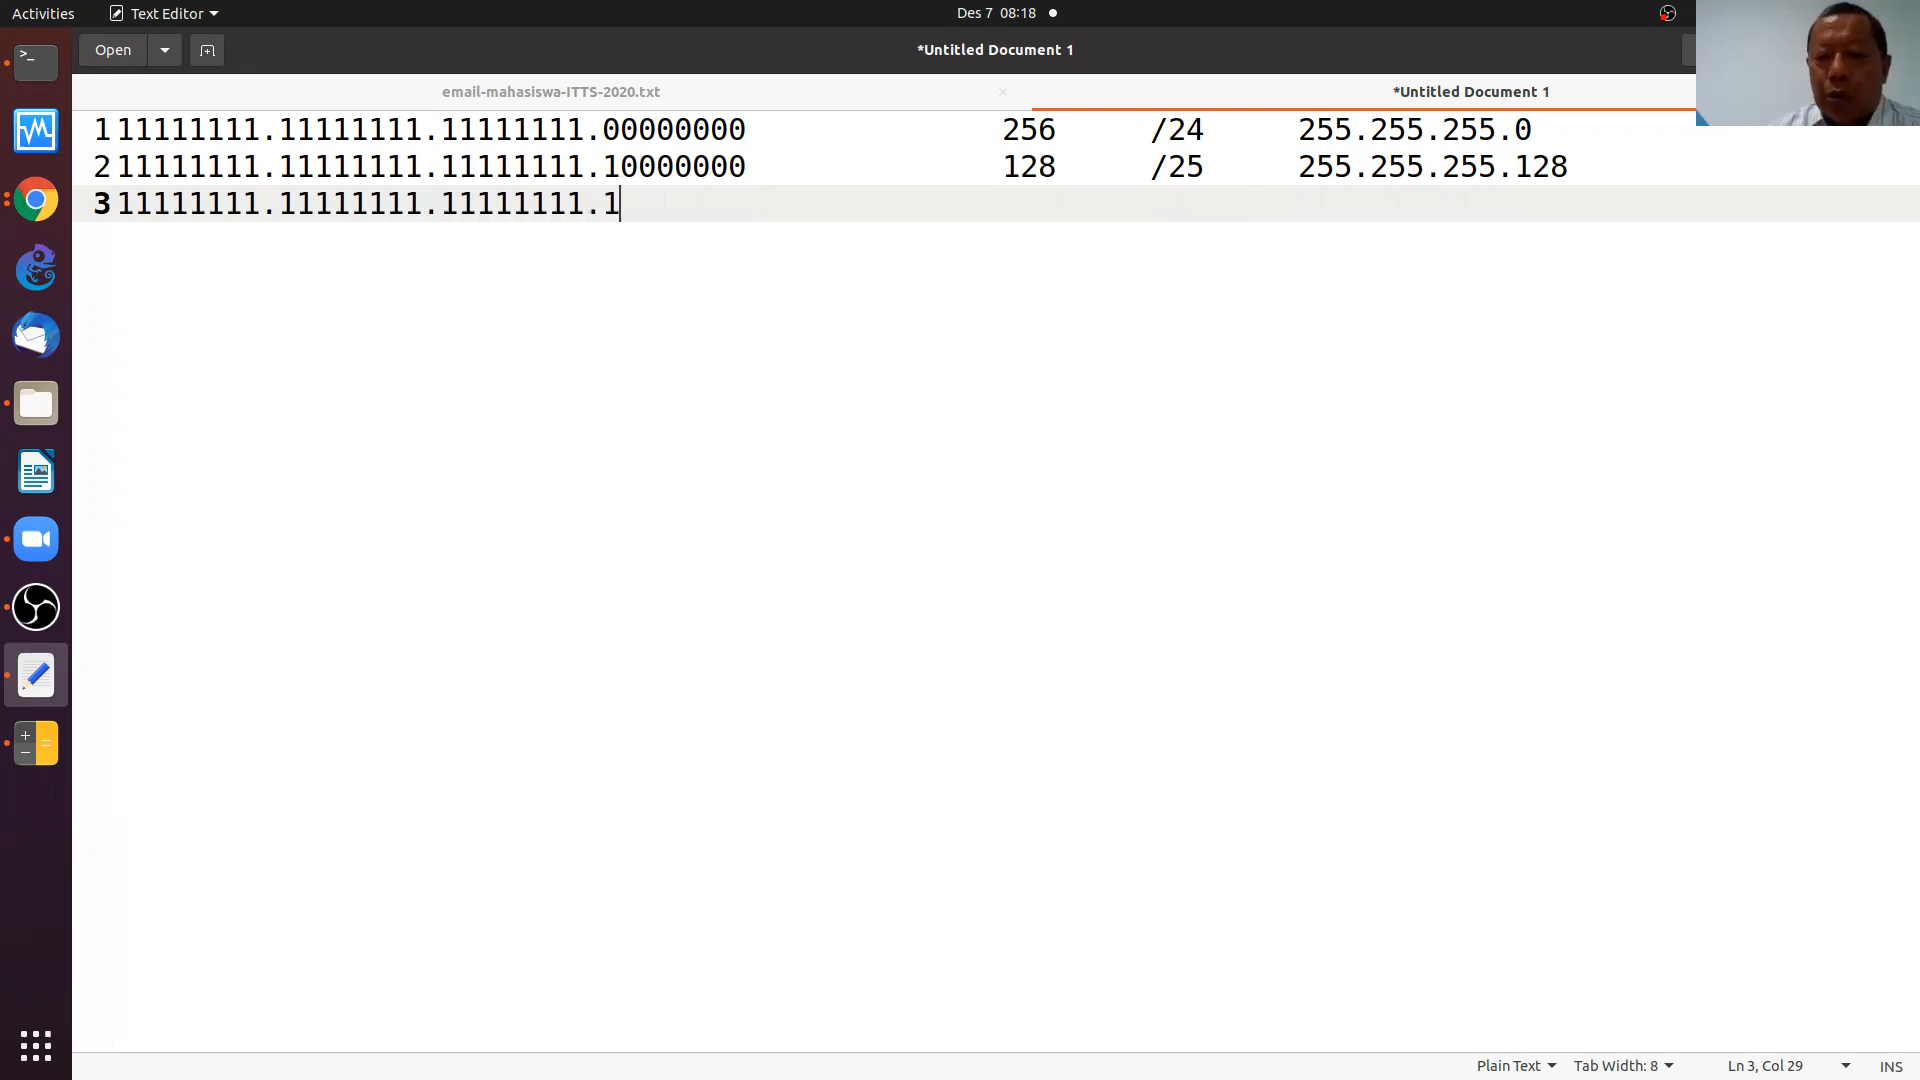 Activities Text Editor Des 7 08:18
Open *Untitled Document 1
email-mahasiswa-ITTS-2020.txt *Untitled Document 1
1 11111111.11111111.11111111.00000000 256 /24 255.255.255.0
2 11111111.11111111.11111111.10000000 128 /25 255.255.255.128
3 11111111.11111111.11111111.1
Plain Text Tab Width: 8 Ln 3, Col 29 INS